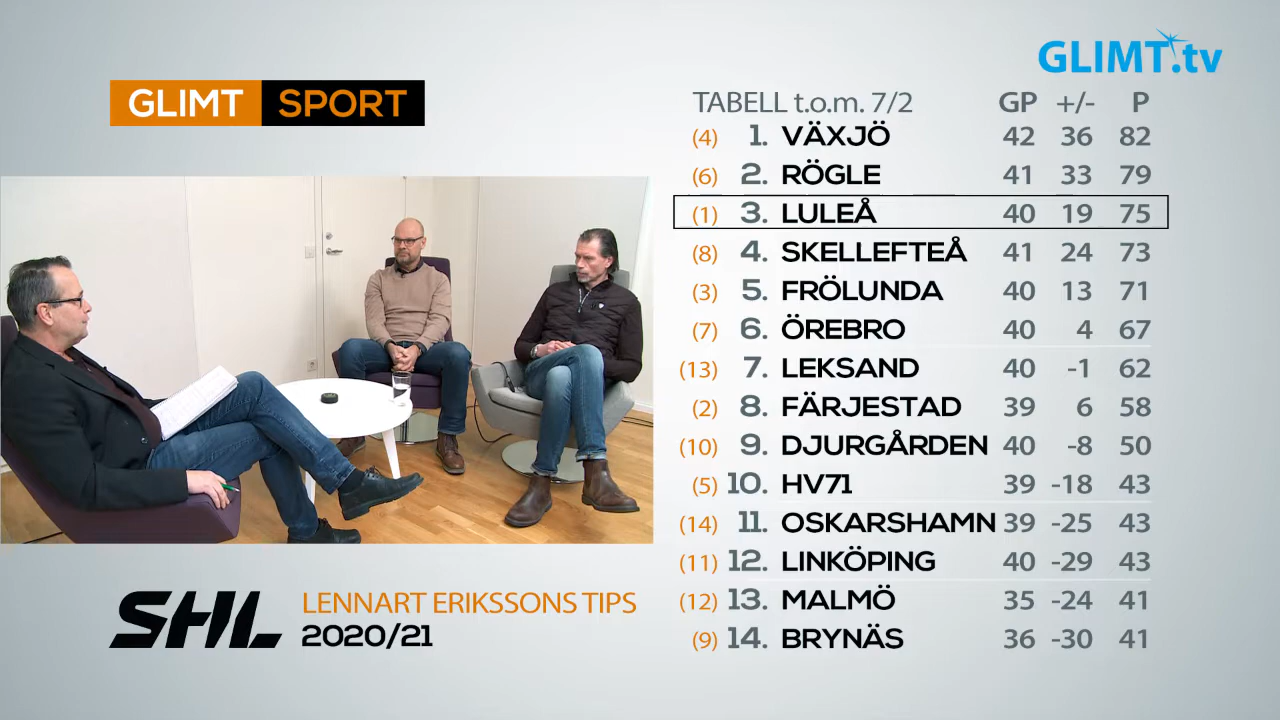 GLIMT.tv
GLIMT SPORT
TABELL t.o.m. 7/2 GP +/- P
(4) 1. VÄXJÖ 42 36 82
(6) 2. RÖGLE 41 33 79
(1) 3. LULEÅ 40 19 75
(8) 4. SKELLEFTEÅ 41 24 73
(3) 5. FRÖLUNDA 40 13 71
(7) 6. ÖREBRO 40 4 67
(13) 7. LEKSAND 40 -1 62
(2) 8. FÄRJESTAD 39 6 58
(10) 9. DJURGÅRDEN 40 -8 50
(5) 10. HV71 39 -18 43
(14) 11. OSKARSHAMN 39 -25 43
(11) 12. LINKÖPING 40 -29 43
(12) 13. MALMÖ 35 -24 41
(9) 14. BRYNÄS 36 -30 41
SHL
LENNART ERIKSSONS TIPS
2020/21